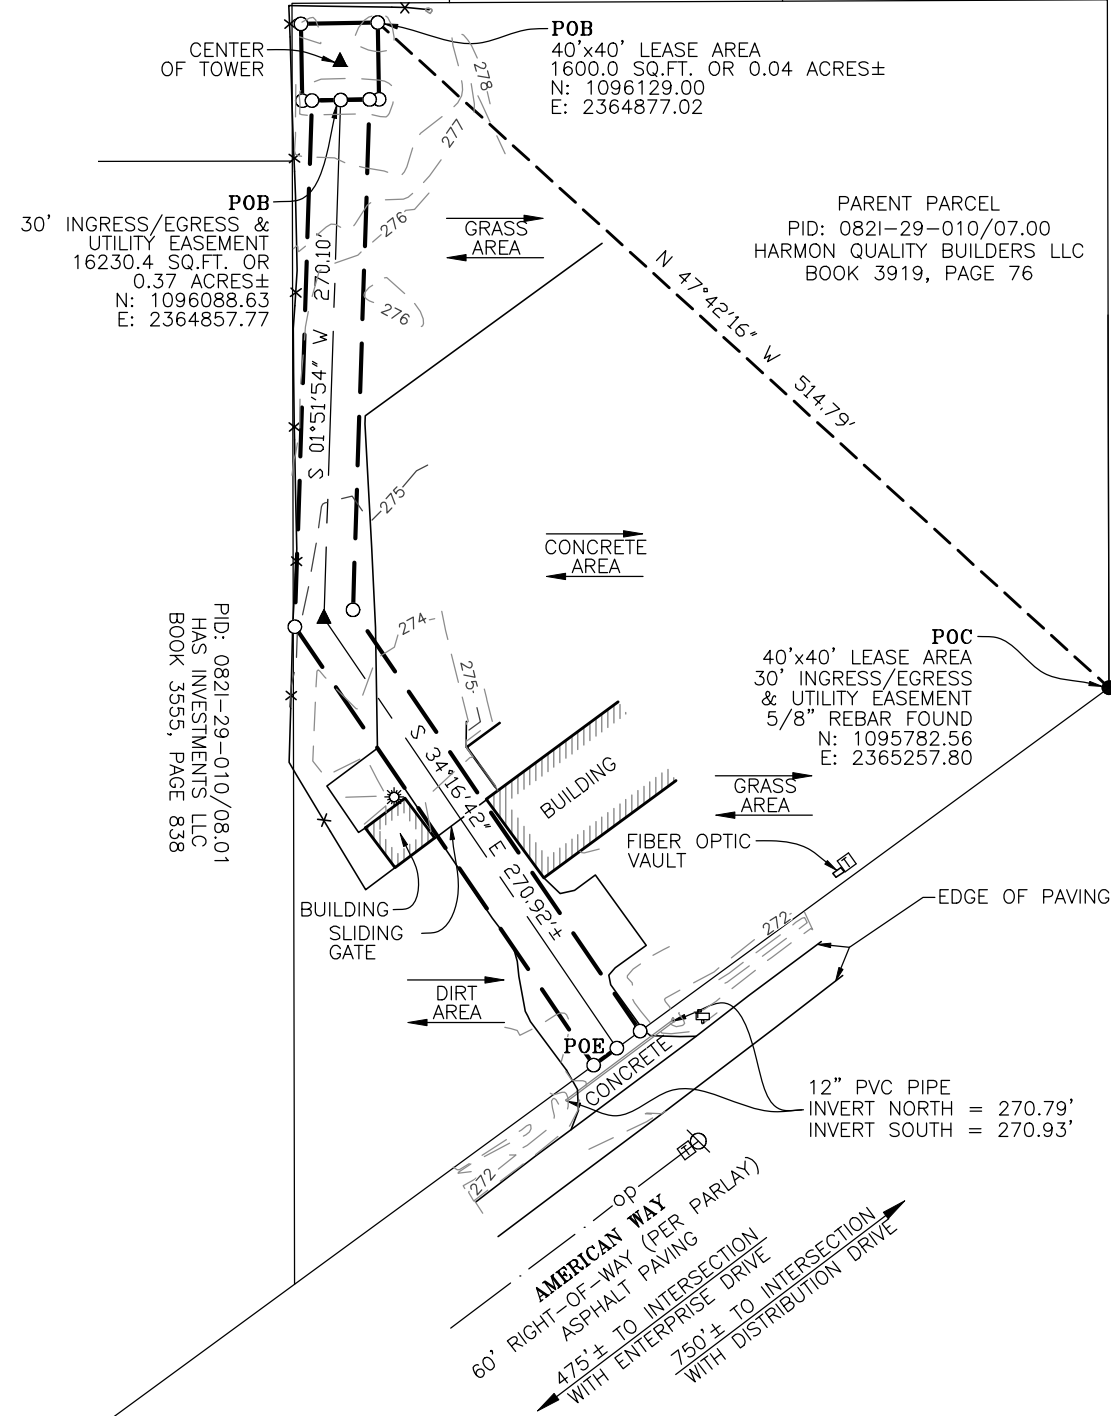 POB
40'x40' LEASE AREA
1600.0 SQ.FT. OR 0.04 ACRES±
N: 1096129.00
E: 2364877.02
CENTER
OF TOWER
278
277
276
276
275
274
275
POB
30' INGRESS/EGRESS &
UTILITY EASEMENT
16230.4 SQ.FT. OR
0.37 ACRES±
N: 1096088.63
E: 2364857.77
GRASS
AREA
PARENT PARCEL
PID: 082I-29-010/07.00
HARMON QUALITY BUILDERS LLC
BOOK 3919, PAGE 76
N 47°42'16" W 514.79'
S 01°51'54" W 270.10'
CONCRETE
AREA
PID: 082I-29-010/08.01
HAS INVESTMENTS LLC
BOOK 3555, PAGE 838
POC
40'x40' LEASE AREA
30' INGRESS/EGRESS
& UTILITY EASEMENT
5/8" REBAR FOUND
N: 1095782.56
E: 2365257.80
S 34°16'42" E 270.92'±
BUILDING
GRASS
AREA
FIBER OPTIC
VAULT
EDGE OF PAVING
BUILDING
SLIDING
GATE
272
DIRT
AREA
POE
CONCRETE
12" PVC PIPE
INVERT NORTH = 270.79'
INVERT SOUTH = 270.93'
272
op
AMERICAN WAY
60' RIGHT-OF-WAY (PER PARLAY)
ASPHALT PAVING
475'± TO INTERSECTION
WITH ENTERPRISE DRIVE
750'± TO INTERSECTION
WITH DISTRIBUTION DRIVE